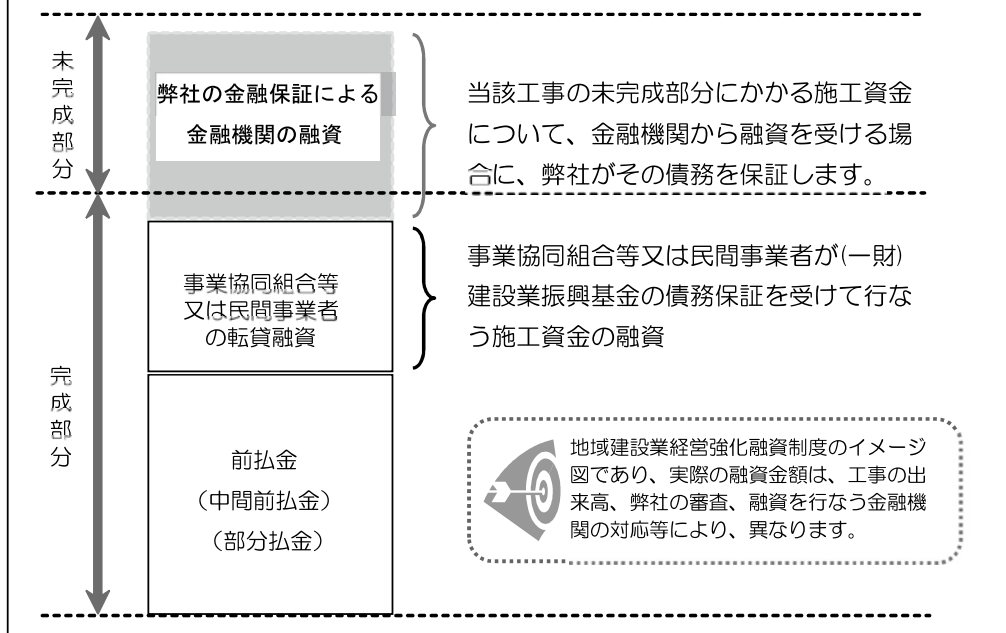 未完成部分
弊社の金融保証による
金融機関の融資
当該工事の未完成部分にかかる施工資金
について、金融機関から融資を受ける場
合に、弊社がその債務を保証します。
完成部分
事業協同組合等
又は民間事業者
の転貸融資
事業協同組合等又は民間事業者が(一財)
建設業振興基金の債務保証を受けて行な
う施工資金の融資
前払金
（中間前払金）
（部分払金）
地域建設業経営強化融資制度のイメージ
図であり、実際の融資金額は、工事の出
来高、弊社の審査、融資を行なう金融機
関の対応等により、異なります。